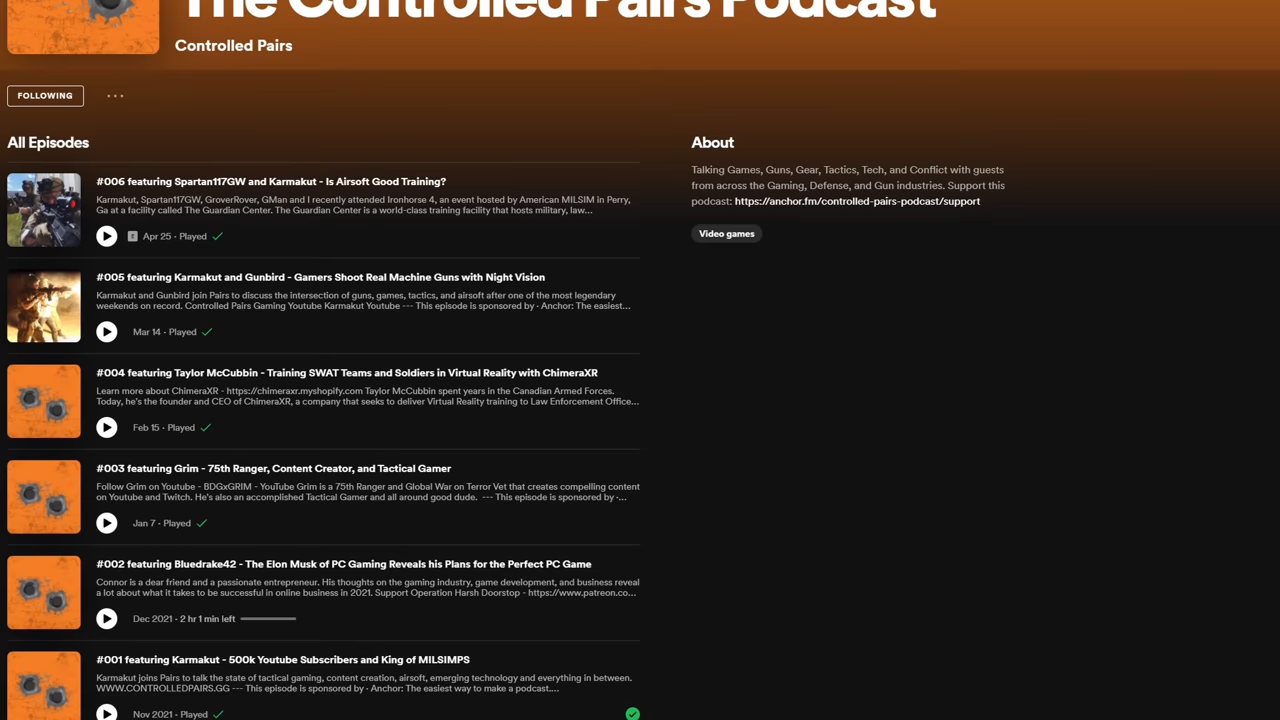 The Controlled Pairs Podcast
Controlled Pairs
FOLLOWING
All Episodes
#006 featuring Spartan117GW and Karmakut - Is Airsoft Good Training?
Karmakut, Spartan117GW, GroverRover, GMan and I recently attended Ironhorse 4, an event hosted by American MILSIM in Perry,
Ga at a facility called The Guardian Center. The Guardian Center is a world-class training facility that hosts military, law...
E Apr 25 · Played
#005 featuring Karmakut and Gunbird - Gamers Shoot Real Machine Guns with Night Vision
Karmakut and Gunbird join Pairs to discuss the intersection of guns, games, tactics, and airsoft after one of the most legendary
weekends on record. Controlled Pairs Gaming Youtube Karmakut Youtube --- This episode is sponsored by · Anchor: The easiest...
Mar 14 · Played
#004 featuring Taylor McCubbin - Training SWAT Teams and Soldiers in Virtual Reality with ChimeraXR
Learn more about ChimeraXR - https://chimeraxr.myshopify.com Taylor McCubbin spent years in the Canadian Armed Forces.
Today, he's the founder and CEO of ChimeraXR, a company that seeks to deliver Virtual Reality training to Law Enforcement Office...
Feb 15 · Played
#003 featuring Grim - 75th Ranger, Content Creator, and Tactical Gamer
Follow Grim on Youtube - BDGxGRIM - YouTube Grim is a 75th Ranger and Global War on Terror Vet that creates compelling content
on Youtube and Twitch. He's also an accomplished Tactical Gamer and all around good dude. --- This episode is sponsored by ·...
Jan 7 · Played
#002 featuring Bluedrake42 - The Elon Musk of PC Gaming Reveals his Plans for the Perfect PC Game
Connor is a dear friend and a passionate entrepreneur. His thoughts on the gaming industry, game development, and business reveal
a lot about what it takes to be successful in online business in 2021. Support Operation Harsh Doorstop - https://www.patreon.co...
Dec 2021 · 2 hr 1 min left
#001 featuring Karmakut - 500k Youtube Subscribers and King of MILSIMPS
Karmakut joins Pairs to talk the state of tactical gaming, content creation, airsoft, emerging technology and everything in between.
WWW.CONTROLLEDPAIRS.GG --- This episode is sponsored by · Anchor: The easiest way to make a podcast....
Nov 2021 · Played
About
Talking Games, Guns, Gear, Tactics, Tech, and Conflict with guests
from across the Gaming, Defense, and Gun industries. Support this
podcast: https://anchor.fm/controlled-pairs-podcast/support
Video games